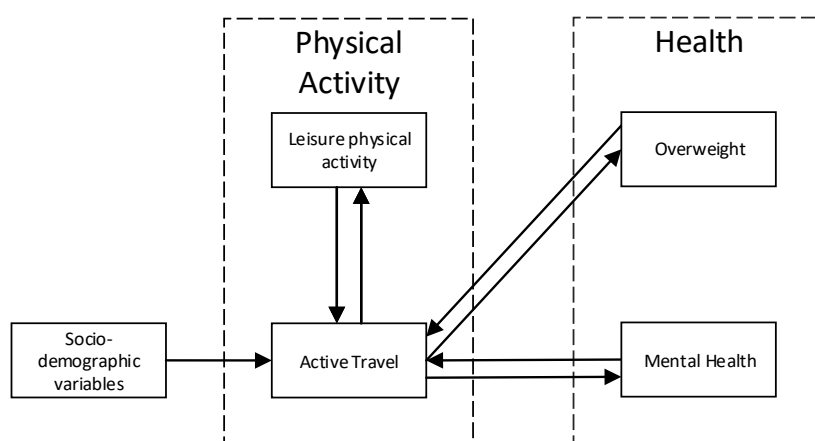 Physical
Activity
Health
Leisure physical
activity
Overweight
Socio-
demographic
variables
Active Travel
Mental Health